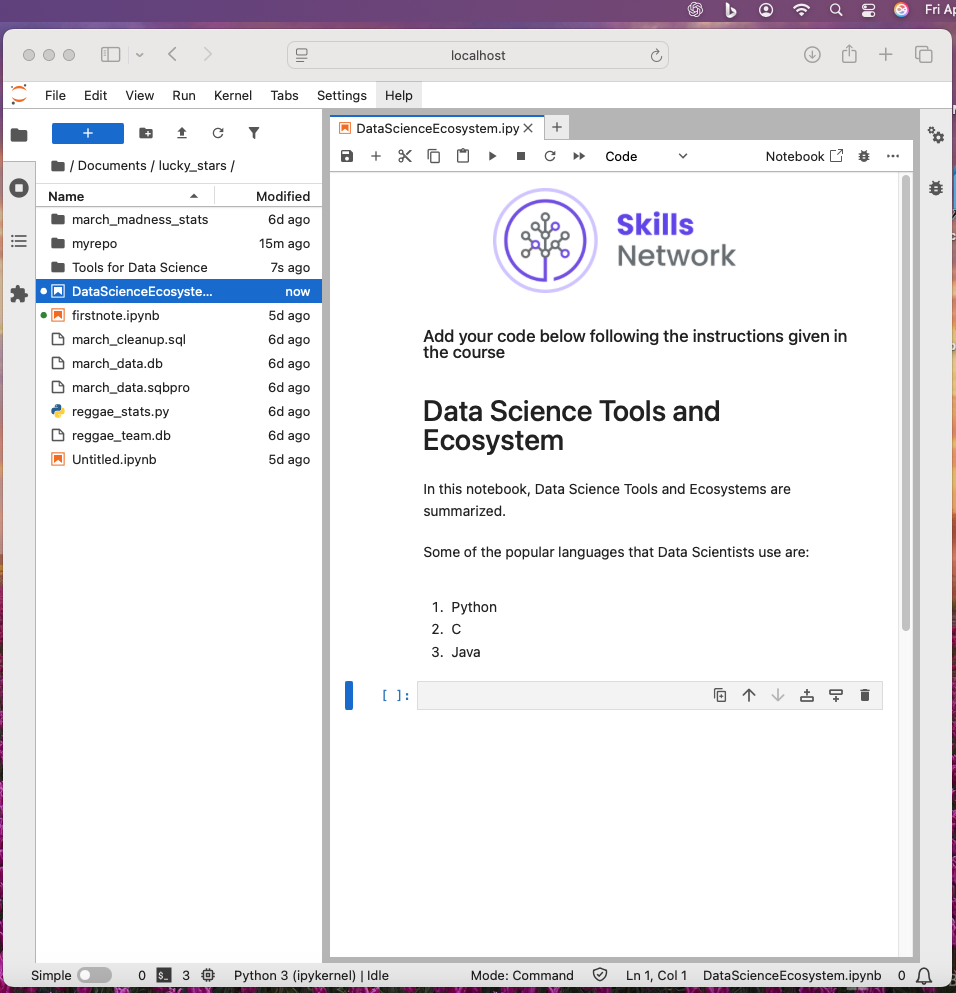 Fri Ap
localhost
File Edit View Run Kernel Tabs Settings Help
+
/ Documents / lucky_stars /
Name Modified
march_madness_stats 6d ago
myrepo 15m ago
Tools for Data Science 7s ago
DataScienceEcosyste... now
firstnote.ipynb 5d ago
march_cleanup.sql 6d ago
march_data.db 6d ago
march_data.sqbpro 6d ago
reggae_stats.py 6d ago
reggae_team.db 6d ago
Untitled.ipynb 5d ago
DataScienceEcosystem.ipy
Code Notebook
Skills
Network
Add your code below following the instructions given in
the course
Data Science Tools and
Ecosystem
In this notebook, Data Science Tools and Ecosystems are
summarized.
Some of the popular languages that Data Scientists use are:
1. Python
2. C
3. Java
[ ]:
Simple 0 $_ 3 Python 3 (ipykernel) | Idle Mode: Command Ln 1, Col 1 DataScienceEcosystem.ipynb 0